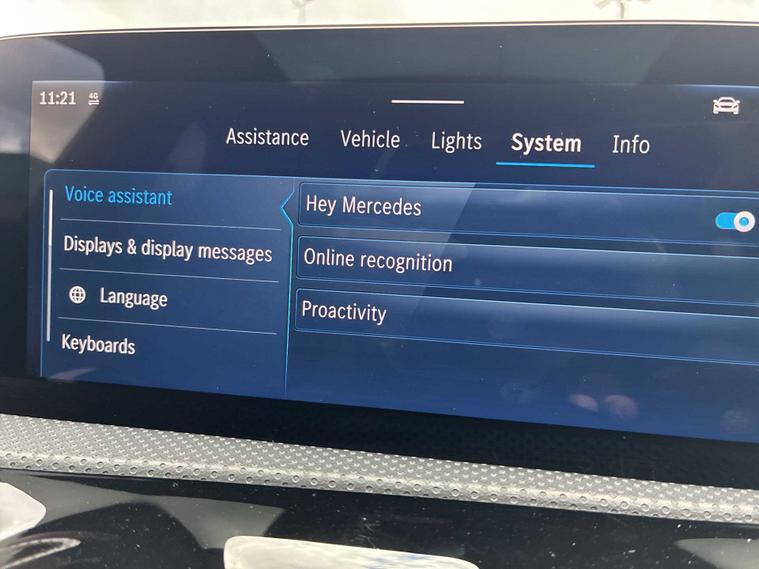 11:21 4G
Assistance Vehicle Lights System Info
Voice assistant
Displays & display messages
Language
Keyboards
Hey Mercedes
Online recognition
Proactivity